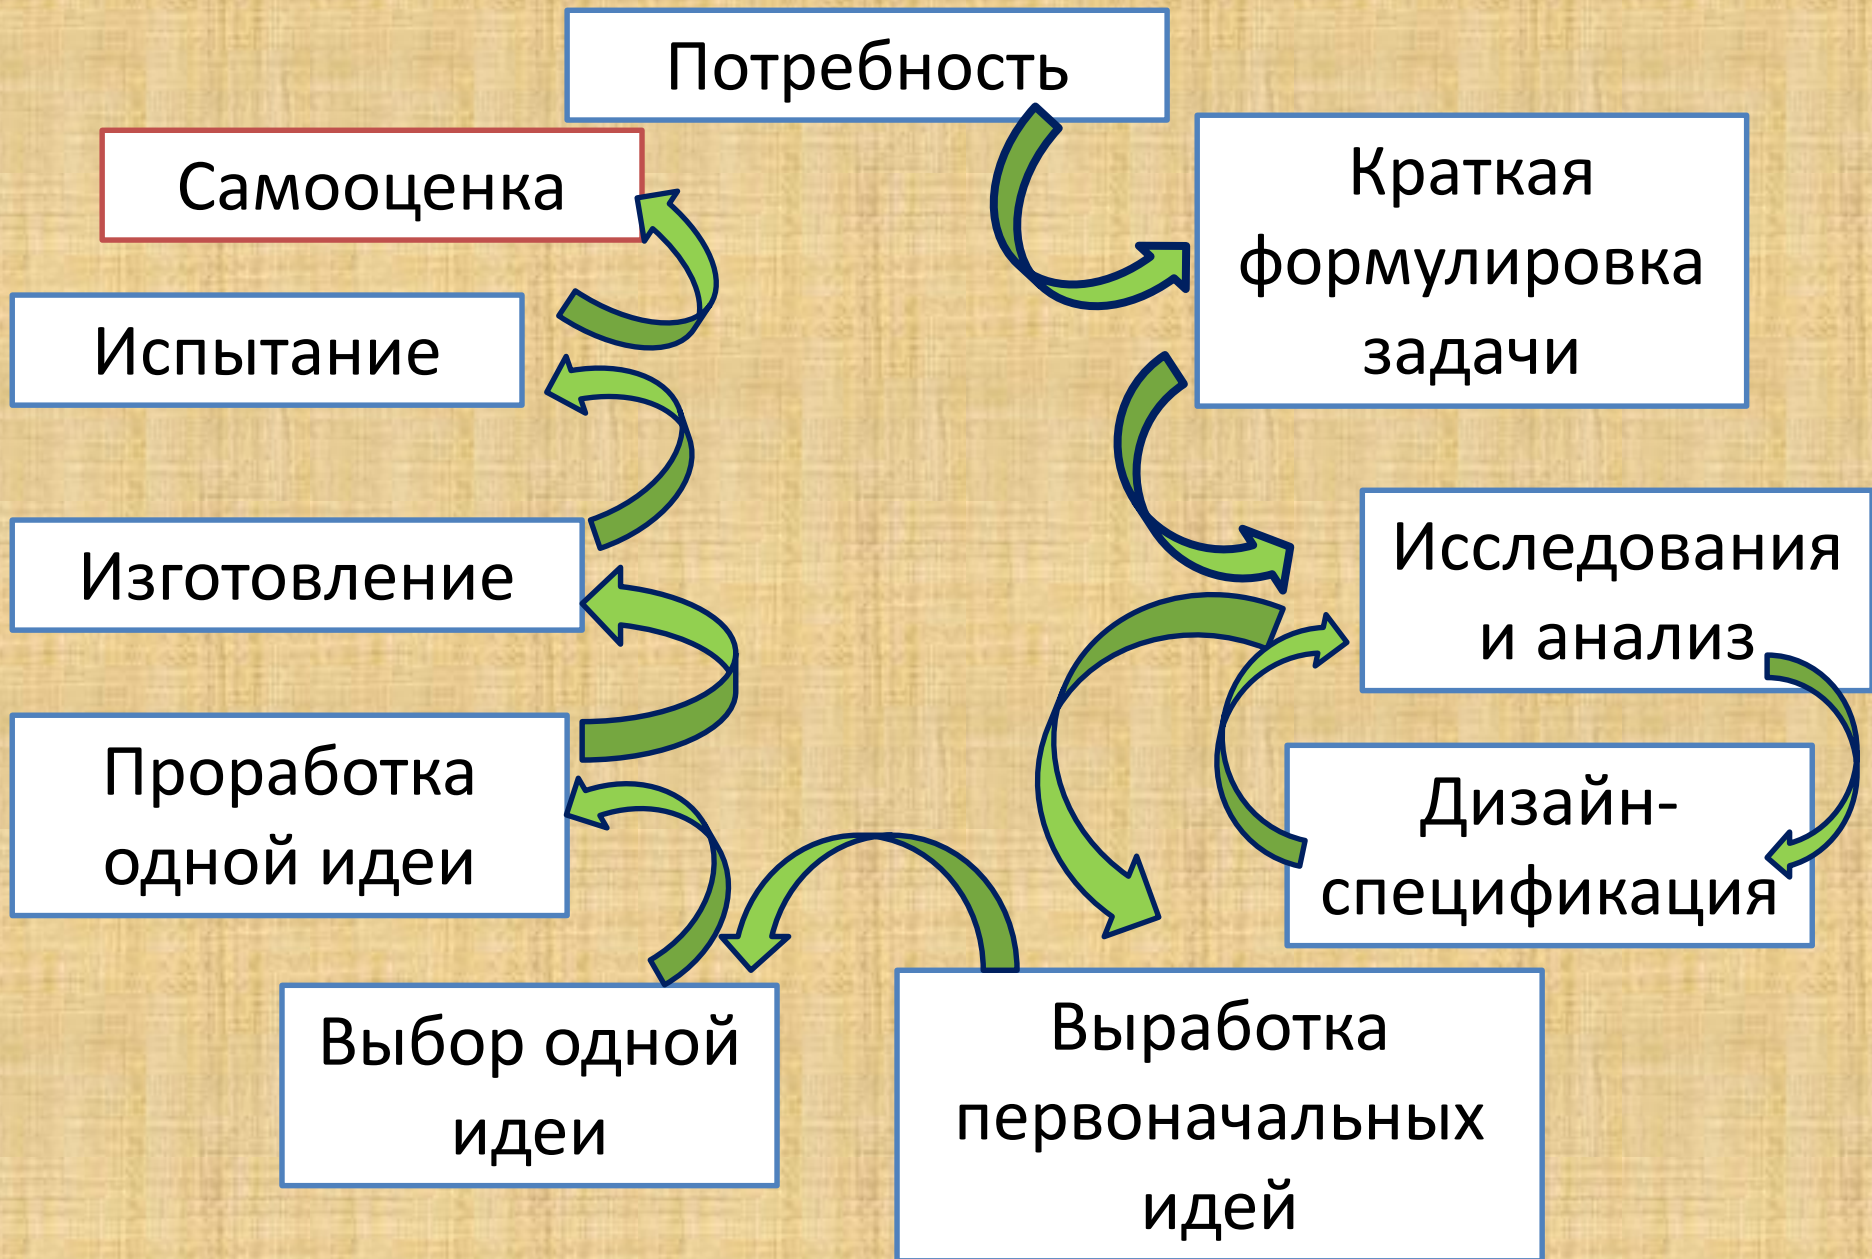 Потребность
Краткая
формулировка
задачи
Исследования
и анализ
Дизайн-
спецификация
Выработка
первоначальных
идей
Выбор одной
идеи
Проработка
одной идеи
Изготовление
Испытание
Самооценка